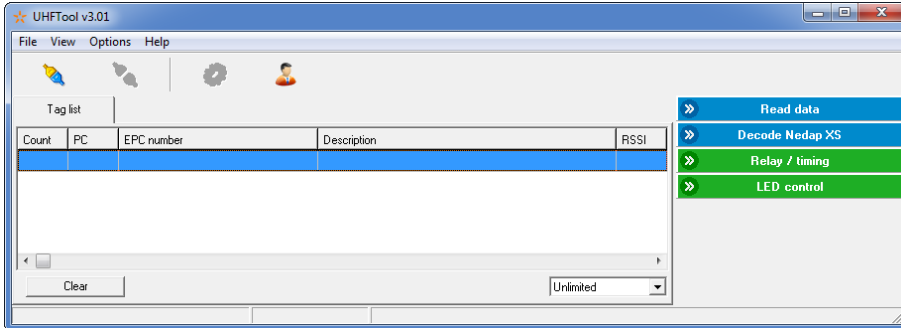 UHFTool v3.01
File View Options Help
Tag list
Count PC EPC number Description RSSI
Clear
Unlimited
Read data
Decode Nedap XS
Relay / timing
LED control